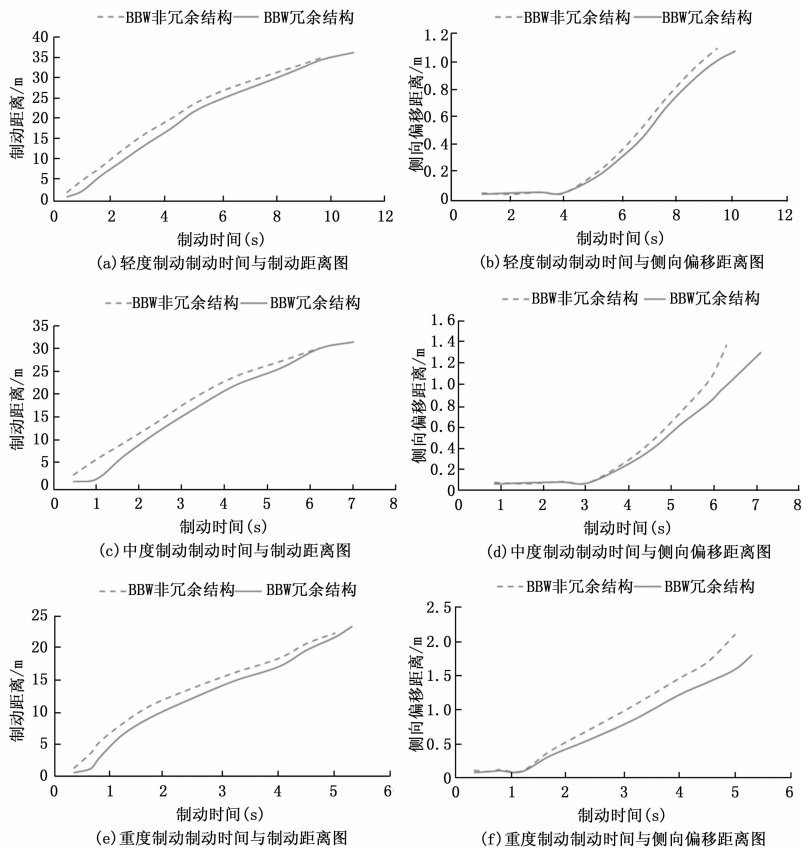 BBW非冗余结构 BBW冗余结构
40
35
30
25
20
15
10
5
0
制动距离/m
2 4 6 8 10 12
制动时间(s)
(a)轻度制动制动时间与制动距离图
BBW非冗余结构 BBW冗余结构
1.2
1.0
0.8
0.6
0.4
0.2
0
侧向偏移距离/m
0 2 4 6 8 10 12
制动时间(s)
(b)轻度制动制动时间与侧向偏移距离图
BBW非冗余结构 BBW冗余结构
35
30
25
20
15
10
5
0
制动距离/m
0 1 2 3 4 5 6 7 8
制动时间(s)
(c)中度制动制动时间与制动距离图
BBW非冗余结构 BBW冗余结构
1.6
1.4
1.0
0.8
0.6
0.4
0.2
0
侧向偏移距离/m
0 1 2 3 4 5 6 7 8
制动时间(s)
(d)中度制动制动时间与侧向偏移距离图
BBW非冗余结构 BBW冗余结构
25
20
15
10
5
0
制动距离/m
0 1 2 3 4 5 6
制动时间(s)
(e)重度制动制动时间与制动距离图
BBW非冗余结构 BBW冗余结构
2.5
2.0
1.5
1.0
0.5
0
侧向偏移距离/m
0 1 2 3 4 5 6
制动时间(s)
(f)重度制动制动时间与侧向偏移距离图